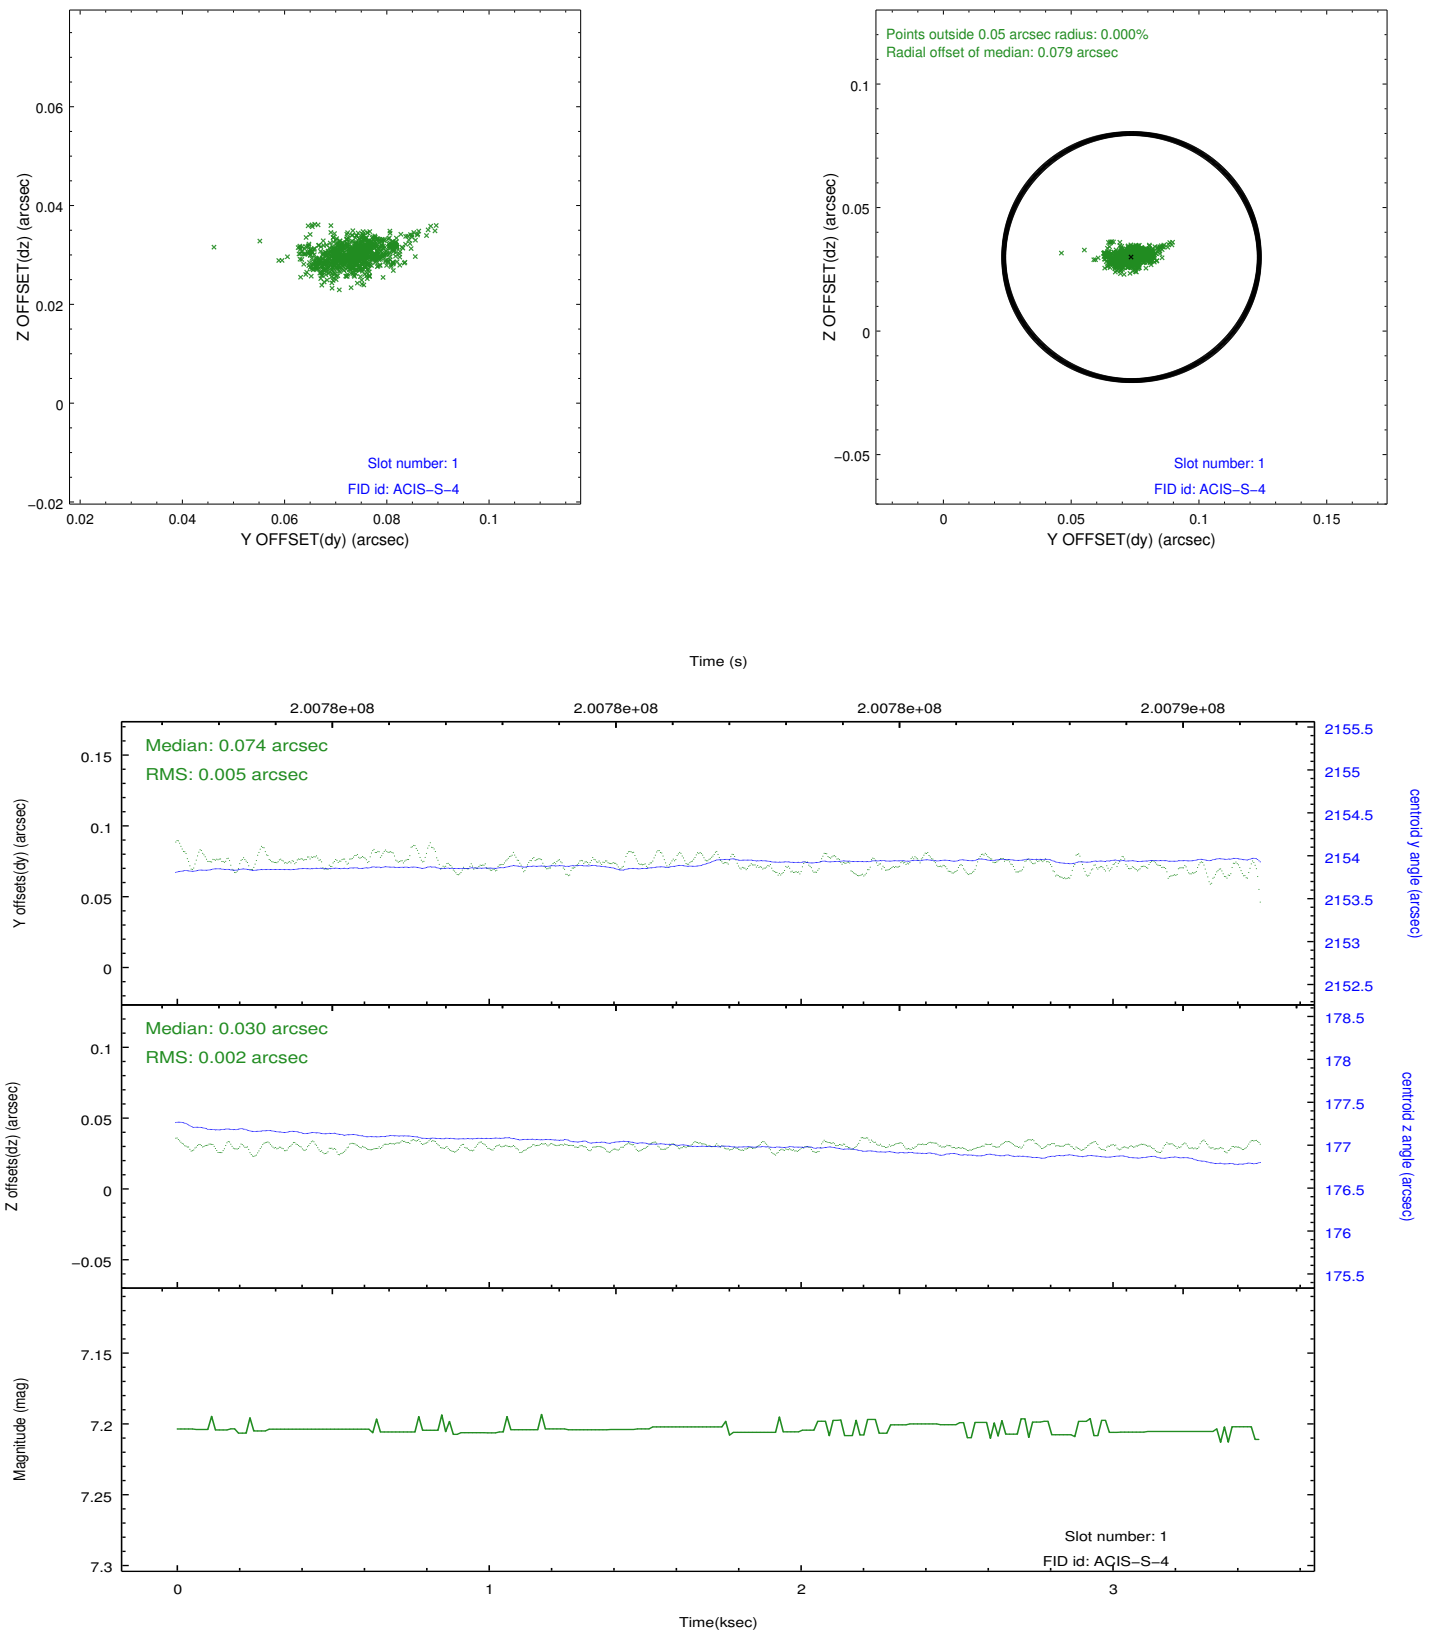 0.06
0.04
0.02
0
−0.02
0.02
0.04
0.06
0.08
0.1
Z OFFSET(dz) (arcsec)
Y OFFSET(dy) (arcsec)
Slot number: 1
FID id: ACIS−S−4
Points outside 0.05 arcsec radius: 0.000%
Radial offset of median: 0.079 arcsec
0.1
0.05
0
−0.05
0
0.05
0.1
0.15
Z OFFSET(dz) (arcsec)
Y OFFSET(dy) (arcsec)
Slot number: 1
FID id: ACIS−S−4
Time (s)
2.0078e+08
2.0078e+08
2.0078e+08
2.0079e+08
Median: 0.074 arcsec
RMS: 0.005 arcsec
0.15
0.1
0.05
0
Y offsets(dy) (arcsec)
2155.5
2155
2154.5
2154
2153.5
2153
2152.5
centroid y angle (arcsec)
Median: 0.030 arcsec
RMS: 0.002 arcsec
0.1
0.05
0
−0.05
Z offsets(dz) (arcsec)
178.5
178
177.5
177
176.5
176
175.5
centroid z angle (arcsec)
7.15
7.2
7.25
7.3
Magnitude (mag)
Slot number: 1
FID id: ACIS−S−4
0
1
2
3
Time(ksec)